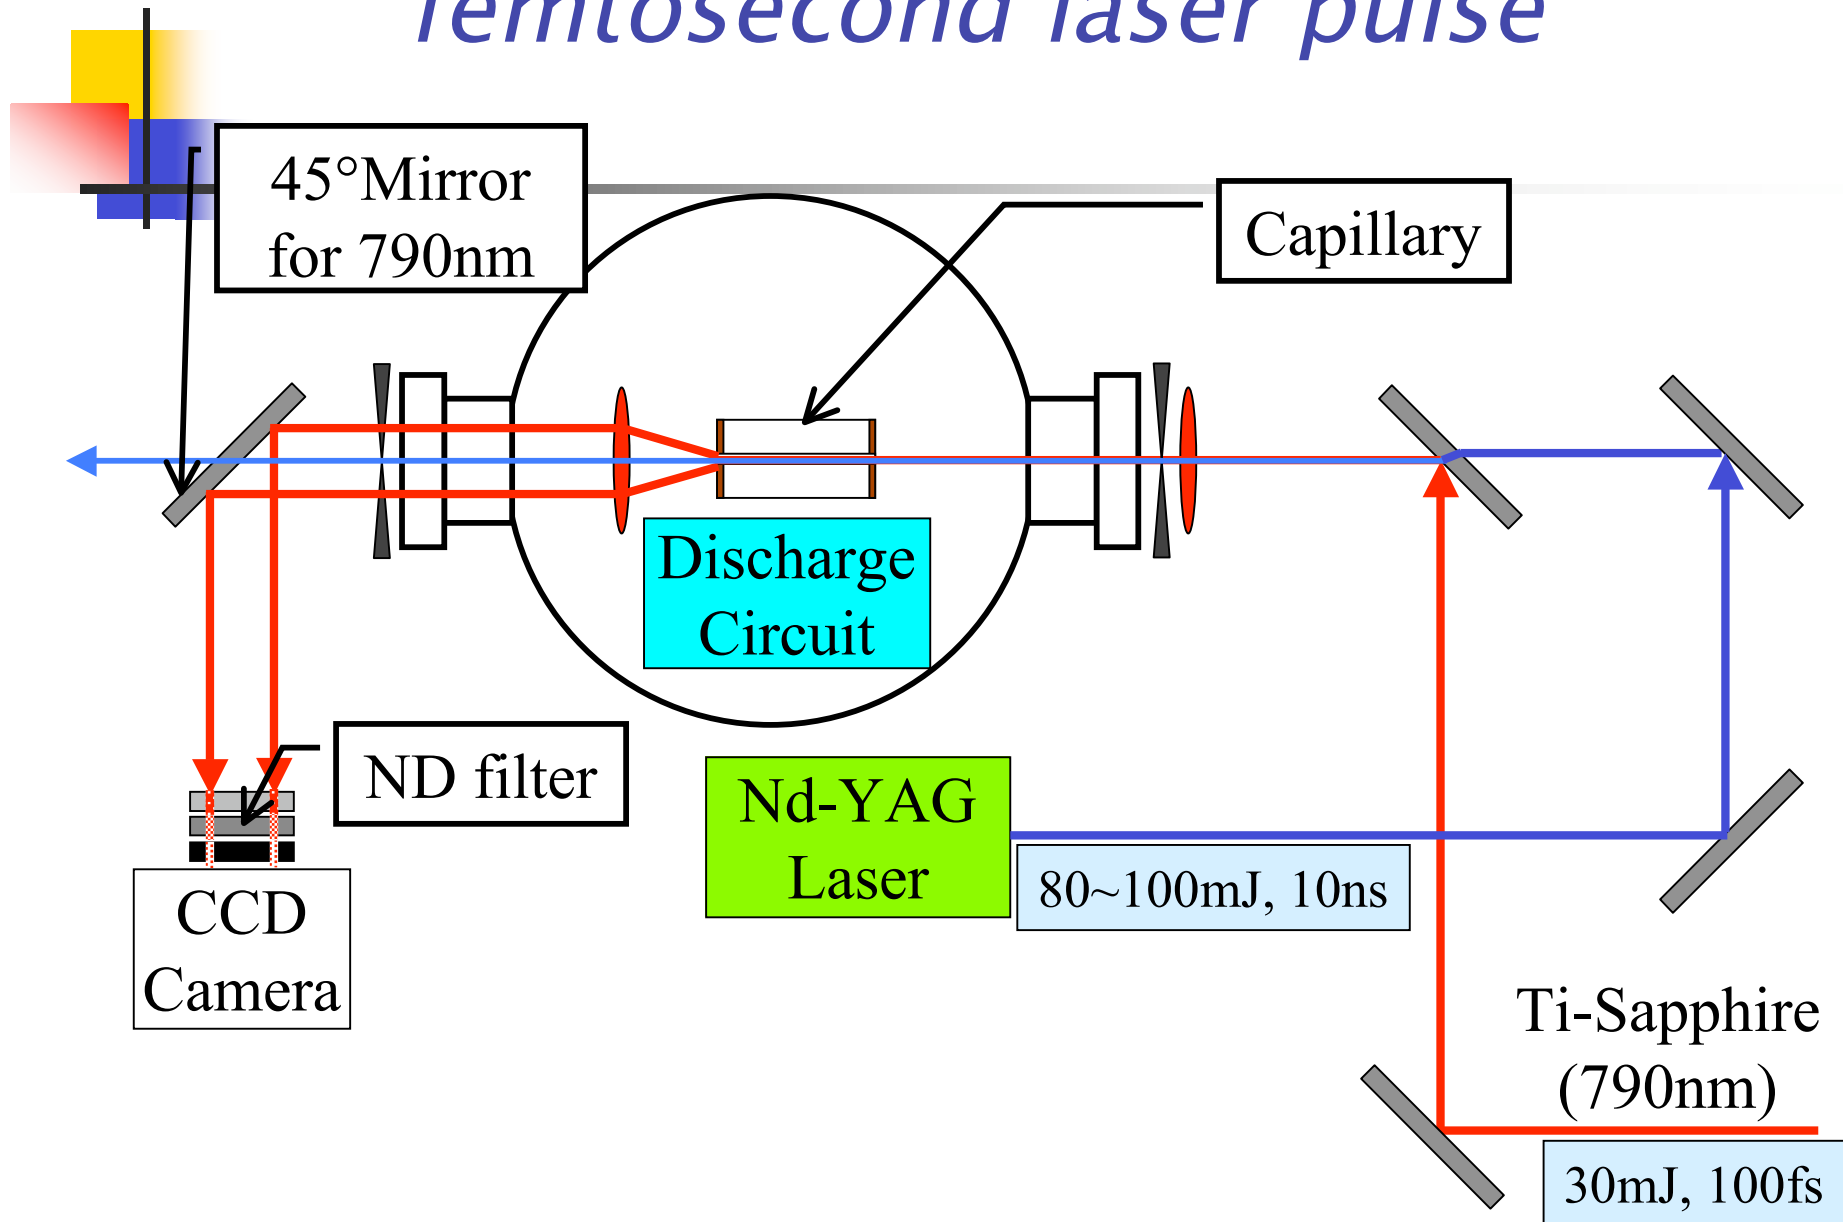 femtosecond laser pulse
45°Mirror
for 790nm
Capillary
Discharge
Circuit
ND filter
Nd-YAG
Laser
80~100mJ, 10ns
CCD
Camera
Ti-Sapphire
(790nm)
30mJ, 100fs